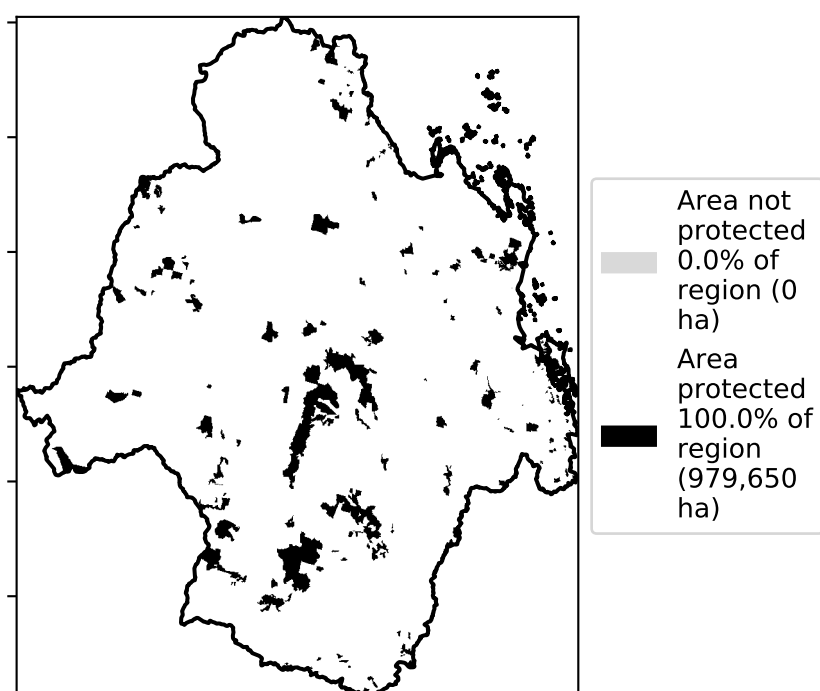 Area not
protected
0.0% of
region (0
ha)
Area
protected
100.0% of
region
(979,650
ha)